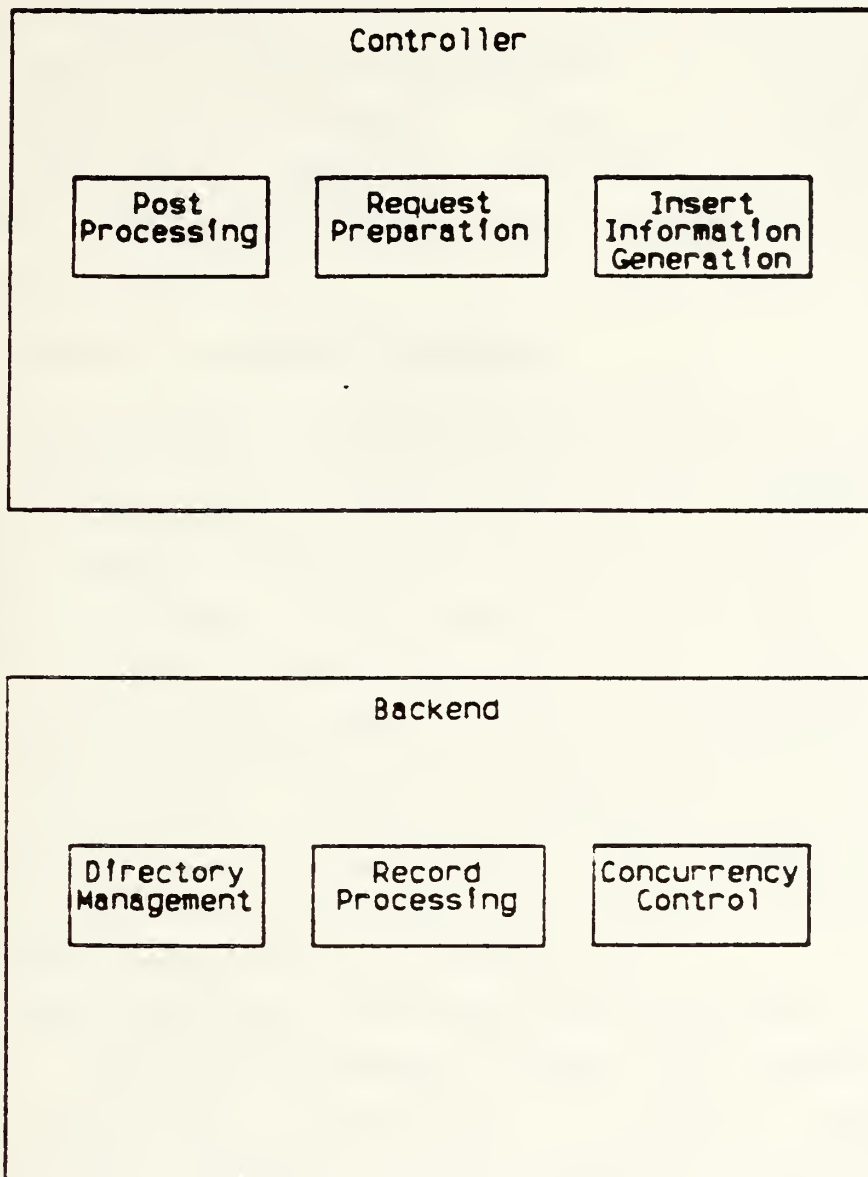 Controller
Post
Processing
Request
Preparation
Insert
Information
Generation
Backend
Directory
Management
Record
Processing
Concurrency
Control